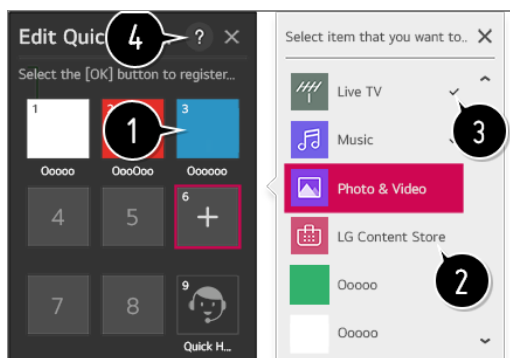 Edit Quic
4
?
Select the [OK] button to register...
1
2
3
1
Ooooo
OooOoo
Oooooo
4
5
6
7
8
9
Quick H...
Select item that you want to..
Live TV
3
Music
Photo & Video
LG Content Store
2
Ooooo
Ooooo